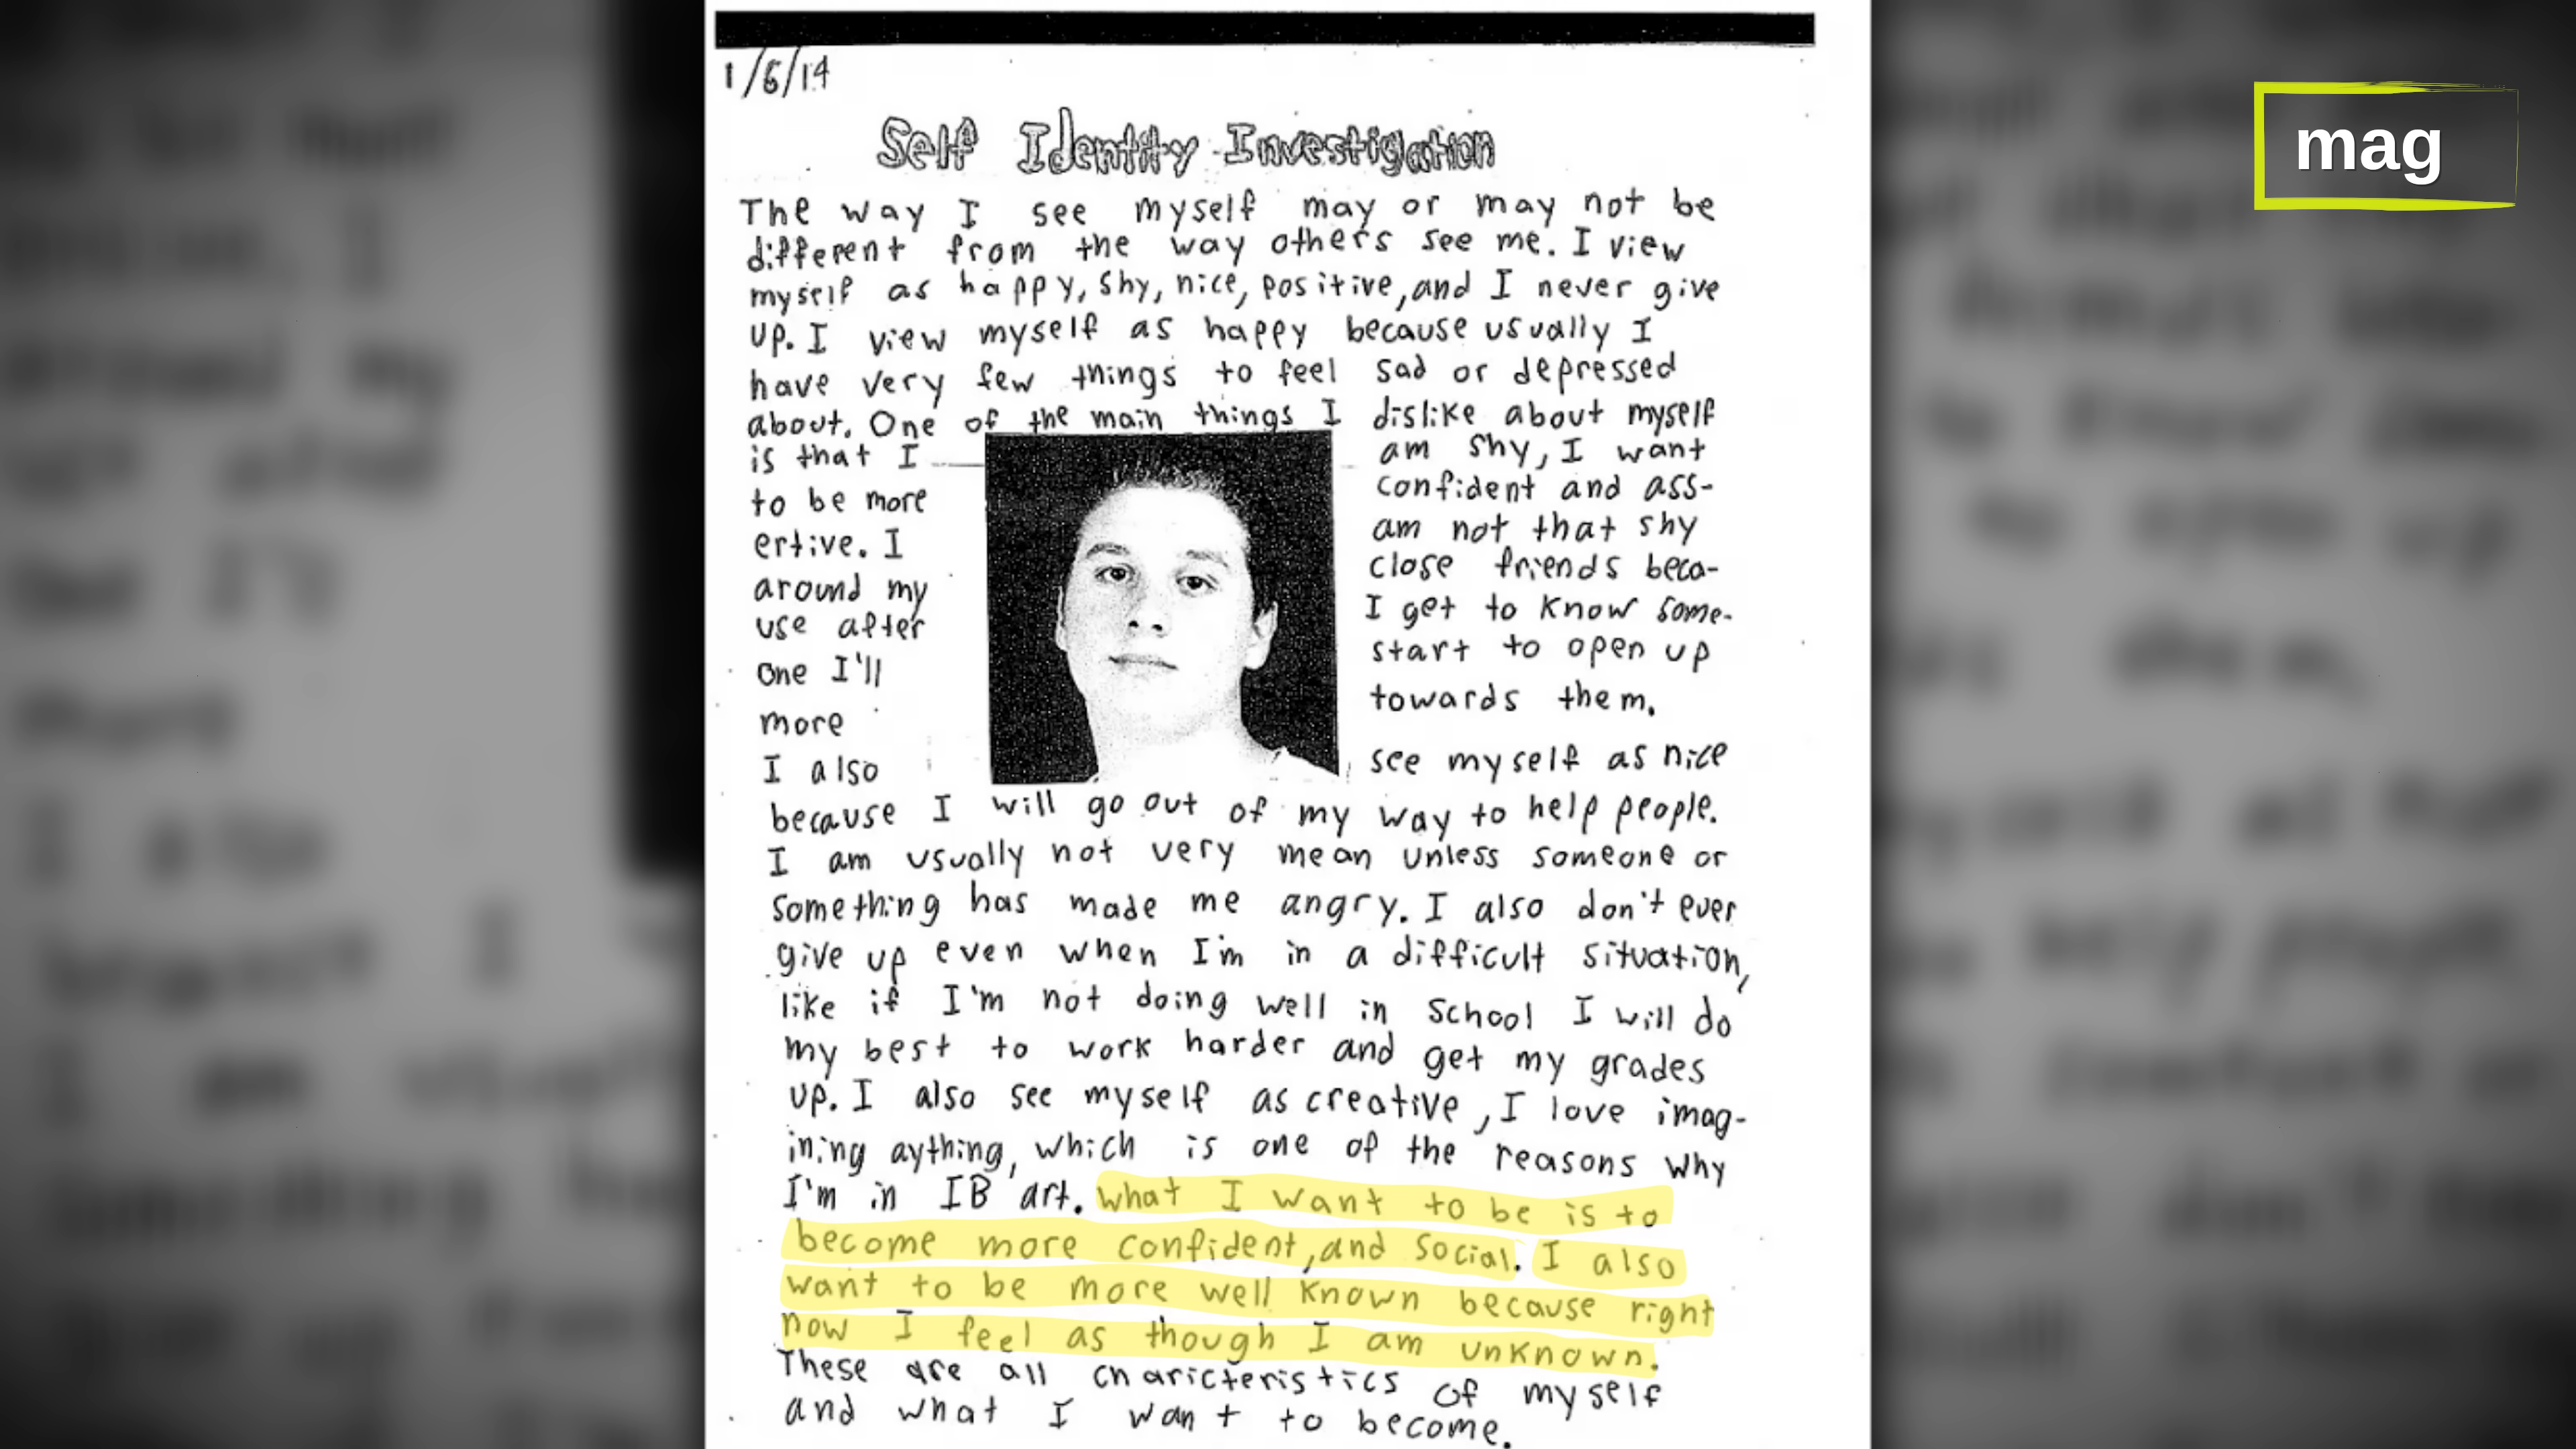 1/6/14
Self Identity Investigation
The way I see myself may or may not be
different from the way others see me. I view
myself as happy, shy, nice, positive, and I never give
up. I view myself as happy because usually I
have very few things to feel sad or depressed
about. One of the main things I dislike about myself
is that I am shy, I want
to be more confident and ass-
ertive. I am not that shy
around my close friends beca-
use after I get to know some-
one I'll start to open up
more towards them.
I also see myself as nice
because I will go out of my way to help people.
I am usually not very mean unless someone or
something has made me angry. I also don't ever
give up even when I'm in a difficult situation,
like if I'm not doing well in school I will do
my best to work harder and get my grades
up. I also see myself as creative, I love imag-
ining aything, which is one of the reasons why
I'm in IB art. what I want to be is to
become more confident, and social. I also
want to be more well known because right
now I feel as though I am unknown.
These are all charicteristics of myself
and what I want to become.
mag